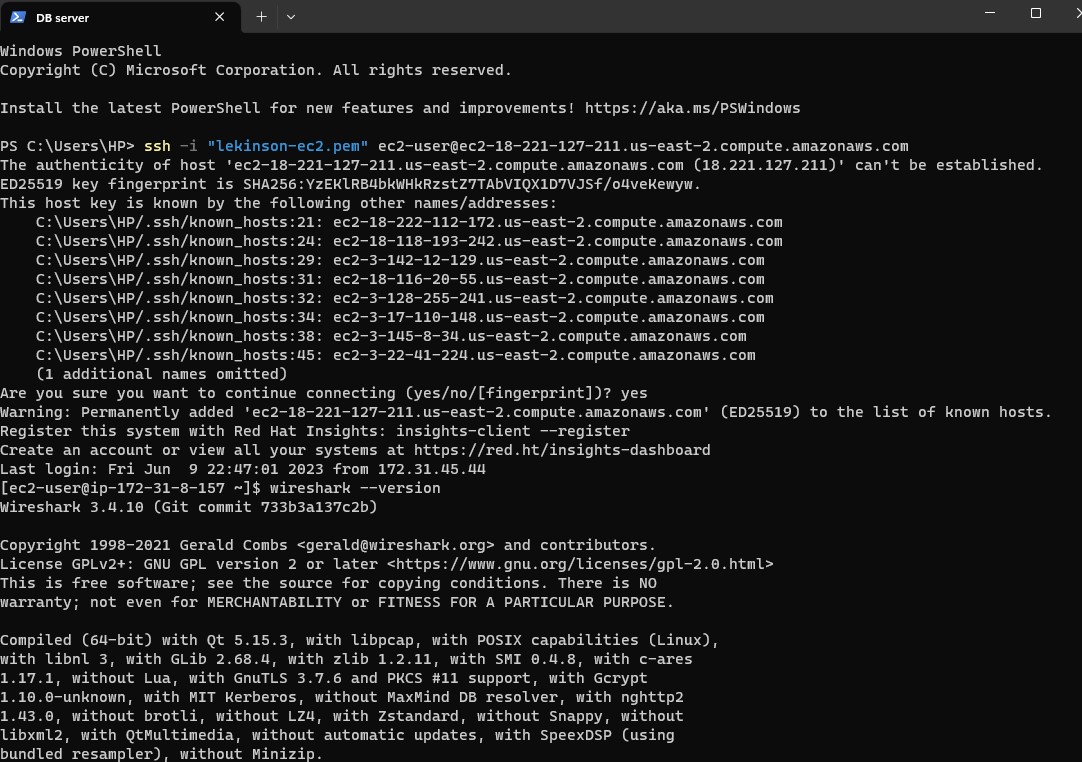 DB server
Windows PowerShell
Copyright (C) Microsoft Corporation. All rights reserved.
Install the latest PowerShell for new features and improvements! https://aka.ms/PSWindows
PS C:\Users\HP> ssh -i "lekinson-ec2.pem" ec2-user@ec2-18-221-127-211.us-east-2.compute.amazonaws.com
The authenticity of host 'ec2-18-221-127-211.us-east-2.compute.amazonaws.com (18.221.127.211)' can't be established.
ED25519 key fingerprint is SHA256:YzEKlRB4bkWHkRzstZ7TAbVIQX1D7VJSf/o4veKewyw.
This host key is known by the following other names/addresses:
    C:\Users\HP/.ssh/known_hosts:21: ec2-18-222-112-172.us-east-2.compute.amazonaws.com
    C:\Users\HP/.ssh/known_hosts:24: ec2-18-118-193-242.us-east-2.compute.amazonaws.com
    C:\Users\HP/.ssh/known_hosts:29: ec2-3-142-12-129.us-east-2.compute.amazonaws.com
    C:\Users\HP/.ssh/known_hosts:31: ec2-18-116-20-55.us-east-2.compute.amazonaws.com
    C:\Users\HP/.ssh/known_hosts:32: ec2-3-128-255-241.us-east-2.compute.amazonaws.com
    C:\Users\HP/.ssh/known_hosts:34: ec2-3-17-110-148.us-east-2.compute.amazonaws.com
    C:\Users\HP/.ssh/known_hosts:38: ec2-3-145-8-34.us-east-2.compute.amazonaws.com
    C:\Users\HP/.ssh/known_hosts:45: ec2-3-22-41-224.us-east-2.compute.amazonaws.com
    (1 additional names omitted)
Are you sure you want to continue connecting (yes/no/[fingerprint])? yes
Warning: Permanently added 'ec2-18-221-127-211.us-east-2.compute.amazonaws.com' (ED25519) to the list of known hosts.
Register this system with Red Hat Insights: insights-client --register
Create an account or view all your systems at https://red.ht/insights-dashboard
Last login: Fri Jun  9 22:47:01 2023 from 172.31.45.44
[ec2-user@ip-172-31-8-157 ~]$ wireshark --version
Wireshark 3.4.10 (Git commit 733b3a137c2b)
Copyright 1998-2021 Gerald Combs <gerald@wireshark.org> and contributors.
License GPLv2+: GNU GPL version 2 or later <https://www.gnu.org/licenses/gpl-2.0.html>
This is free software; see the source for copying conditions. There is NO
warranty; not even for MERCHANTABILITY or FITNESS FOR A PARTICULAR PURPOSE.
Compiled (64-bit) with Qt 5.15.3, with libpcap, with POSIX capabilities (Linux),
with libnl 3, with GLib 2.68.4, with zlib 1.2.11, with SMI 0.4.8, with c-ares
1.17.1, without Lua, with GnuTLS 3.7.6 and PKCS #11 support, with Gcrypt
1.10.0-unknown, with MIT Kerberos, without MaxMind DB resolver, with nghttp2
1.43.0, without brotli, without LZ4, with Zstandard, without Snappy, without
libxml2, with QtMultimedia, without automatic updates, with SpeexDSP (using
bundled resampler), without Minizip.